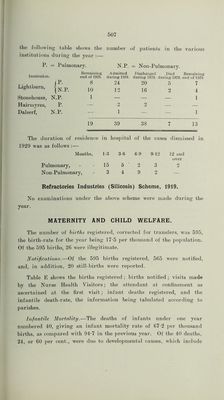 507
the following table shows the number of patients in the various
institutions during the year :—
P. = Pulmonary. N.P. = Non-Pulmonary.
Institution. Remaining end of 1928. Admitted during 1929. Discharged during 1929. Died during 1929. Remaining end of 1929.
Lightburn, { P. 8 24 20 5 7
{ N.P. 10 12 16 2 4
Stonehouse, N.P. 1 — — — 1
Hairmyres, P. — 2 2 — —
Dalzerf, N.P. — 1 — — 1
19 39 38 7 13
The duration of residence in hospital of the cases dismissed in
1929 was as follows :—
Months, 1-3 3-6 6-9 9-12 12 and over
Pulmonary, - - 15 5 2 3 2
Non-Pulmonary, - 3 4 9 2 —
Refractories Industries (Silicosis) Scheme, 1919.
No examinations under the above scheme were made during the
year.
MATERNITY AND CHILD WELFARE.
The number of births registered, corrected for transfers, was 595,
the birth-rate for the year being 17·5 per thousand of the population.
Of the 595 births, 26 were illegitimate.
Notifications.—Of the 595 births registered, 565 were notified,
and, in addition, 20 still-births were reported.
Table E shows the births registered ; births notified ; visits made
by the Nurse Health Visitors ; the attendant at confinement as
ascertained at the first visit ; infant deaths registered, and the
infantile death-rate, the information being tabulated according to
parishes.
Infantile Mortality.—The deaths of infants under one year
numbered 40, giving an infant mortality rate of 67·2 per thousand
births, as compared with 94·7 in the previous year. Of the 40 deaths,
24, or 60 per cent., were due to developmental causes, which include